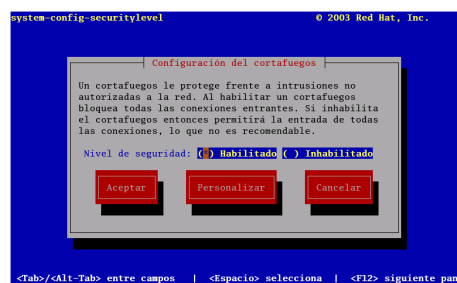 system-config-securitylevel © 2003 Red Hat, Inc.
Configuración del cortafuegos
Un cortafuegos le protege frente a intrusiones no
autorizadas a la red. Al habilitar un cortafuegos
bloquea todas las conexiones entrantes. Si inhabilita
el cortafuegos entonces permitirá la entrada de todas
las conexiones, lo que no es recomendable.
Nivel de seguridad: (*) Habilitado ( ) Inhabilitado
Aceptar Personalizar Cancelar
<Tab>/<Alt-Tab> entre campos | <Espacio> selecciona | <F12> siguiente pan